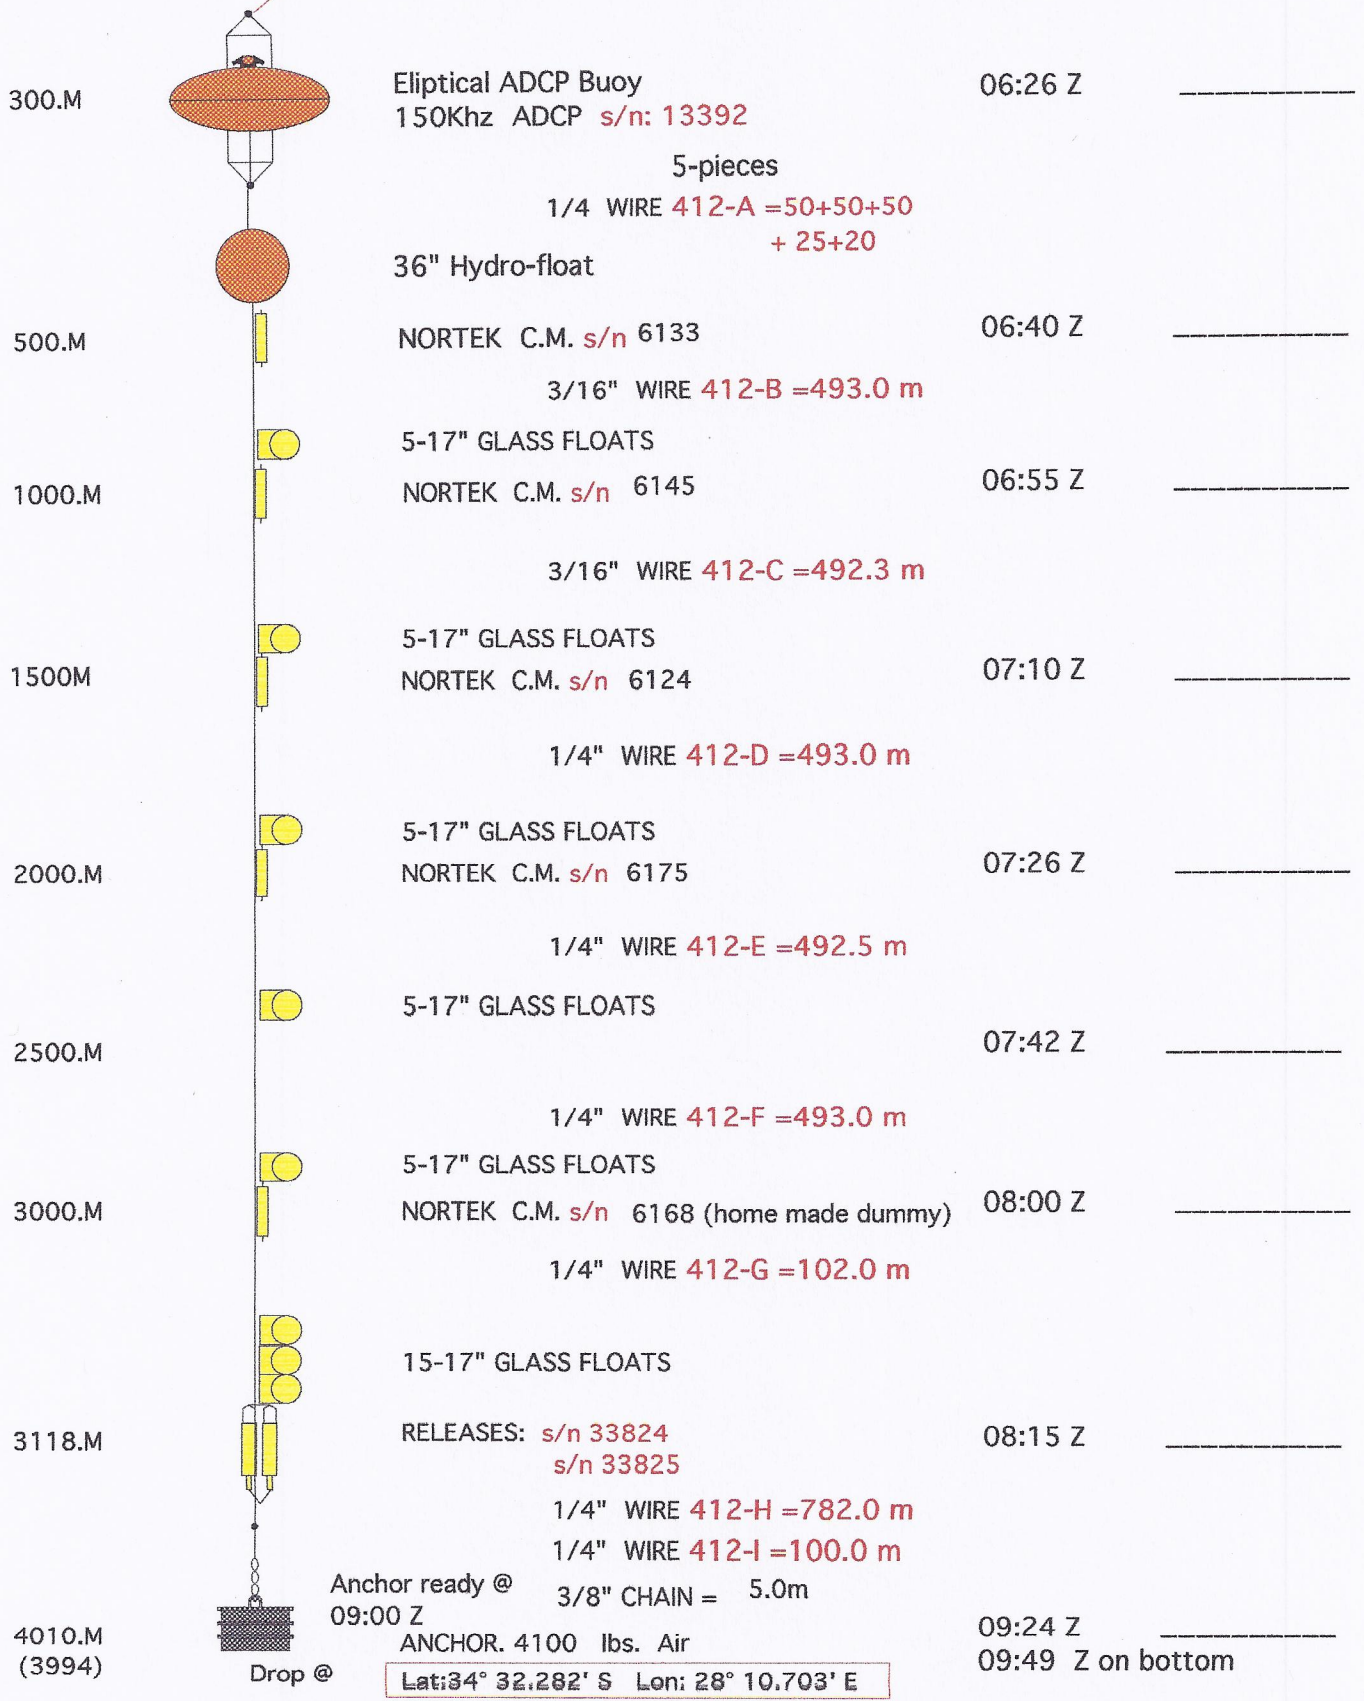 300.M Eliptical ADCP Buoy 06:26 Z
150Khz ADCP s/n: 13392
5-pieces
1/4 WIRE 412-A =50+50+50
+ 25+20
36" Hydro-float
500.M NORTEK C.M. s/n 6133 06:40 Z
3/16" WIRE 412-B =493.0 m
5-17" GLASS FLOATS
1000.M NORTEK C.M. s/n 6145 06:55 Z
3/16" WIRE 412-C =492.3 m
5-17" GLASS FLOATS
1500M NORTEK C.M. s/n 6124 07:10 Z
1/4" WIRE 412-D =493.0 m
5-17" GLASS FLOATS
2000.M NORTEK C.M. s/n 6175 07:26 Z
1/4" WIRE 412-E =492.5 m
5-17" GLASS FLOATS
2500.M 07:42 Z
1/4" WIRE 412-F =493.0 m
5-17" GLASS FLOATS
3000.M NORTEK C.M. s/n 6168 (home made dummy) 08:00 Z
1/4" WIRE 412-G =102.0 m
15-17" GLASS FLOATS
3118.M RELEASES: s/n 33824 08:15 Z
s/n 33825
1/4" WIRE 412-H =782.0 m
1/4" WIRE 412-I =100.0 m
Anchor ready @ 3/8" CHAIN = 5.0m
09:00 Z
4010.M ANCHOR. 4100 lbs. Air 09:24 Z
(3994) 09:49 Z on bottom
Drop @ Lat:34° 32.282' S Lon: 28° 10.703' E